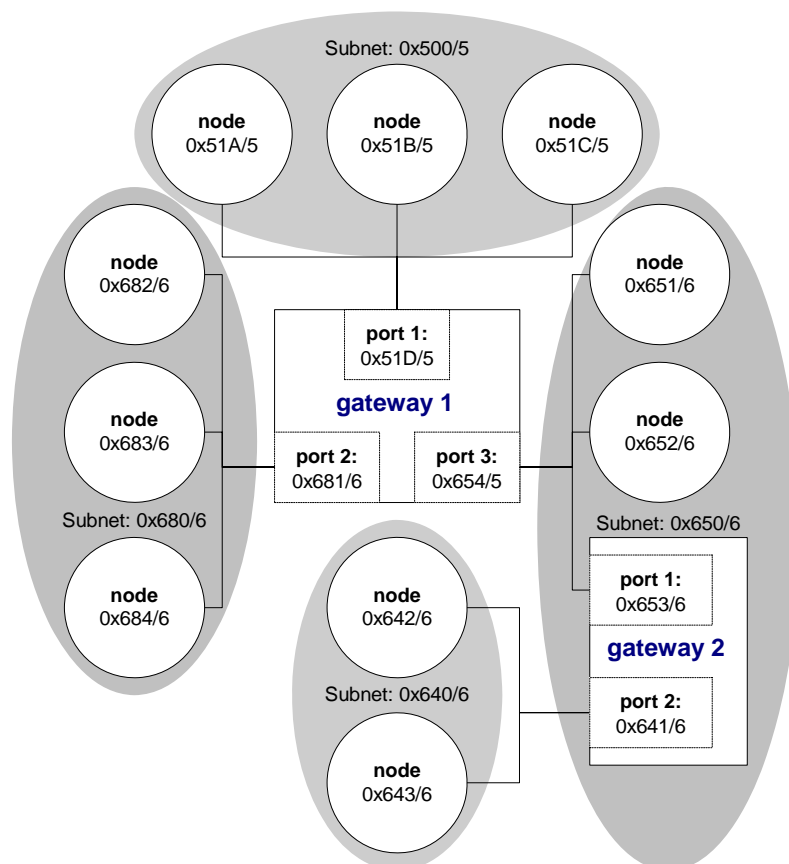 Subnet: 0x500/5
node
0x51A/5
node
0x51B/5
node
0x51C/5
node
0x682/6
node
0x683/6
Subnet: 0x680/6
node
0x684/6
port 1:
0x51D/5
gateway 1
port 2:
0x681/6
port 3:
0x654/5
node
0x651/6
node
0x652/6
Subnet: 0x650/6
port 1:
0x653/6
gateway 2
port 2:
0x641/6
node
0x642/6
Subnet: 0x640/6
node
0x643/6